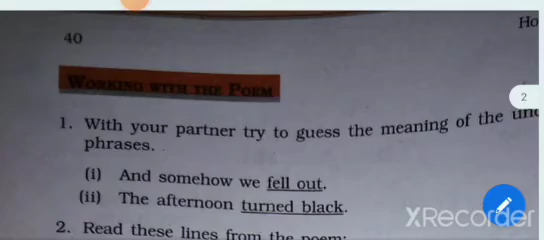 Ho
40
WORKING WITH THE POEM
2
1. With your partner try to guess the meaning of the
phrases.
(i) And somehow we fell out.
(ii) The afternoon turned black.
XRecorder
2. Read these lines from the poem: